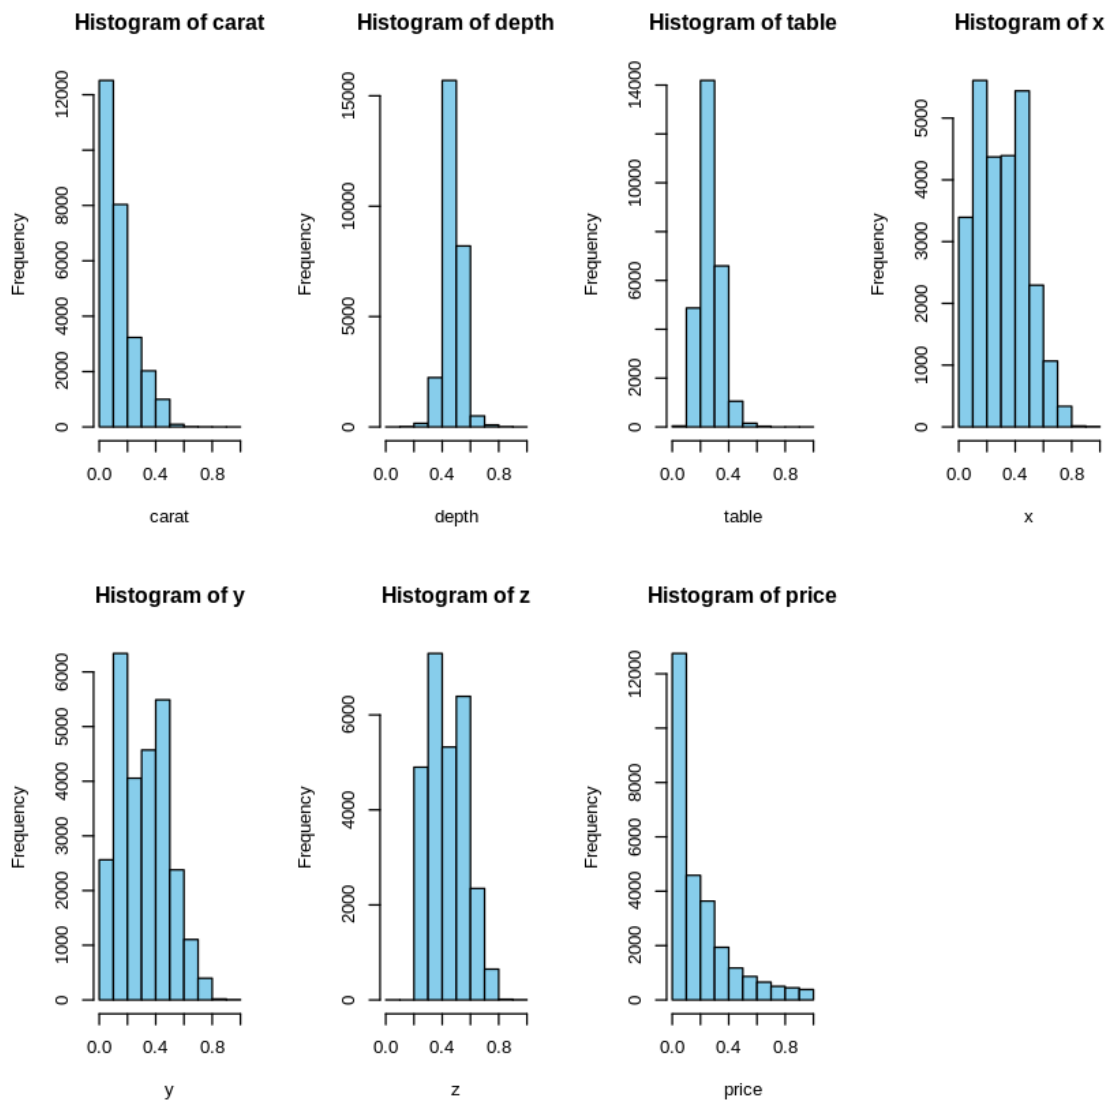 Histogram of carat
Frequency
0 2000 4000 6000 8000 12000
0.0 0.4 0.8
carat
Histogram of depth
Frequency
0 5000 10000 15000
0.0 0.4 0.8
depth
Histogram of table
Frequency
0 2000 6000 10000 14000
0.0 0.4 0.8
table
Histogram of x
Frequency
0 1000 2000 3000 4000 5000
0.0 0.4 0.8
x
Histogram of y
Frequency
0 1000 2000 3000 4000 5000 6000
0.0 0.4 0.8
y
Histogram of z
Frequency
0 2000 4000 6000
0.0 0.4 0.8
z
Histogram of price
Frequency
0 2000 4000 6000 8000 12000
0.0 0.4 0.8
price